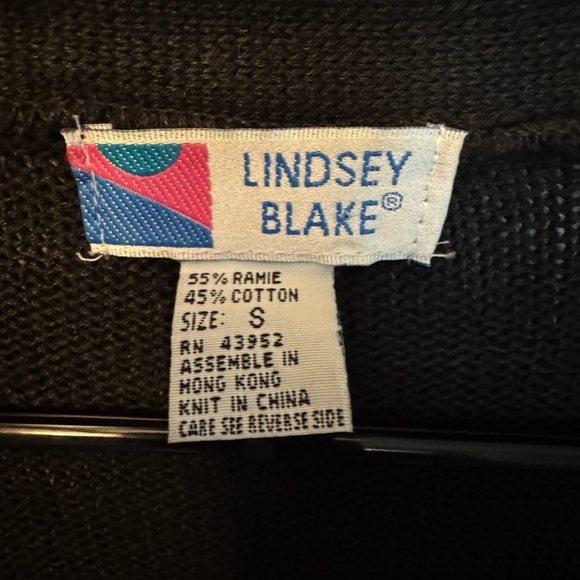 LINDSEY
BLAKE®
55% RAMIE
45% COTTON
SIZE: S
RN 43952
ASSEMBLE IN
HONG KONG
KNIT IN CHINA
CARE SEE REVERSE SIDE